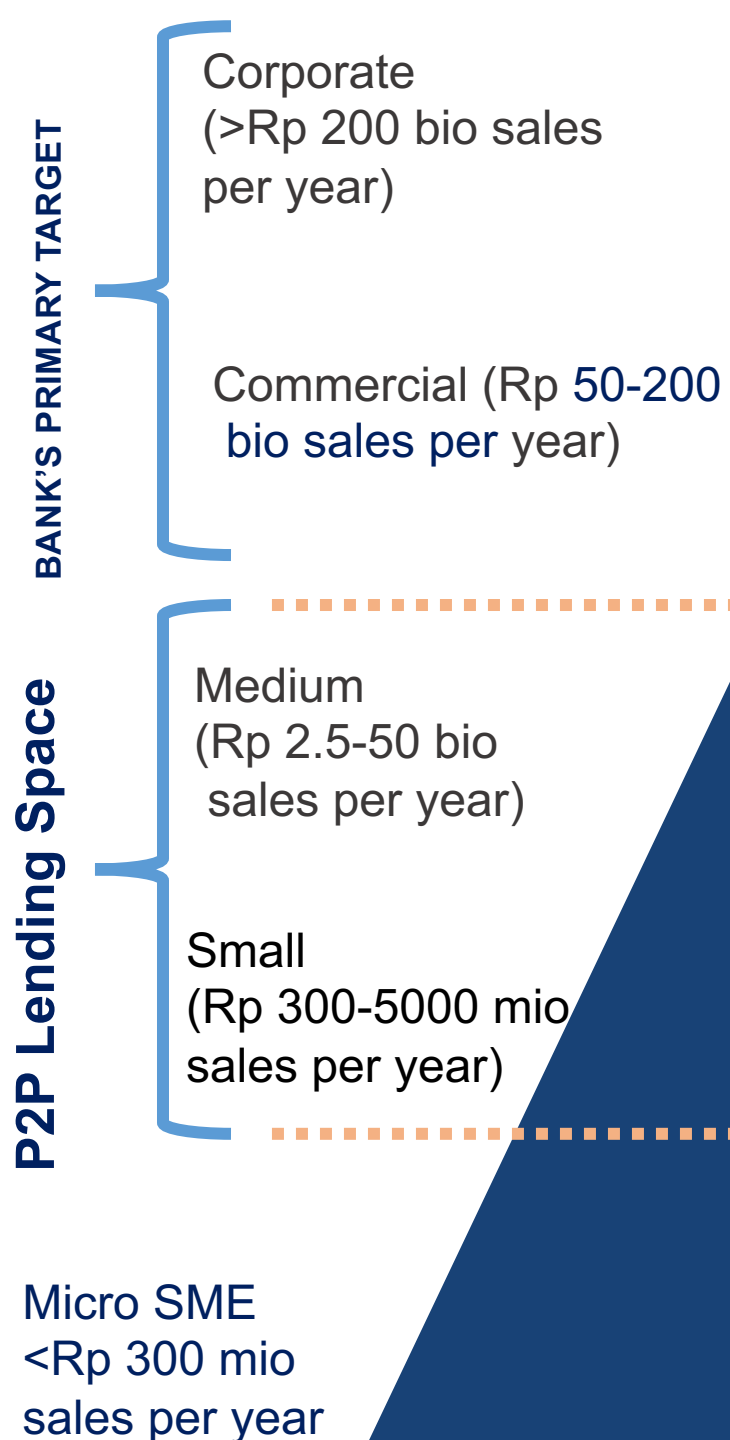 BANK’S PRIMARY TARGET
Corporate
(>Rp 200 bio sales
per year)
Commercial (Rp 50-200
bio sales per year)
P2P Lending Space
Medium
(Rp 2.5-50 bio
sales per year)
Small
(Rp 300-5000 mio
sales per year)
Micro SME
<Rp 300 mio
sales per year